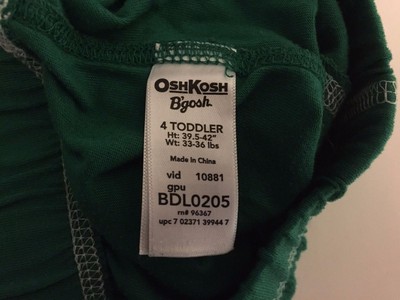 OSHKOSH
B'gosh
4 TODDLER
Ht: 39.5-42"
Wt: 33-36 lbs
Made in China
vid 10881
gpu
BDL0205
rn# 96367
upc 7 02371 39944 7